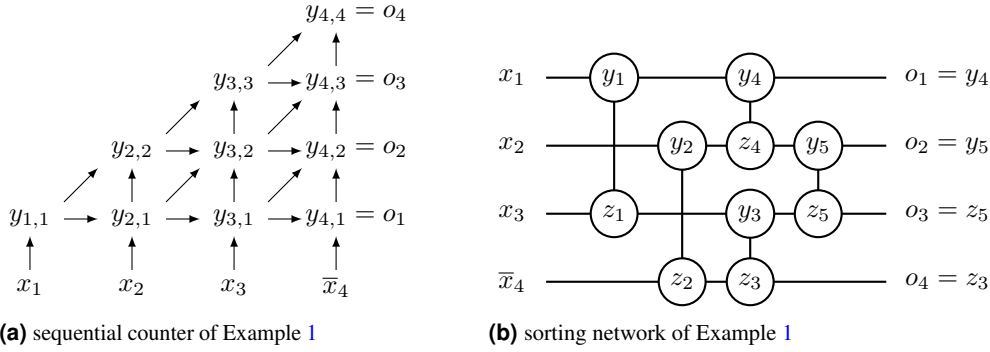 y₄,₄ = o₄
y₃,₃ y₄,₃ = o₃
y₂,₂ y₃,₂ y₄,₂ = o₂
y₁,₁ y₂,₁ y₃,₁ y₄,₁ = o₁
x₁ x₂ x₃ x̄₄
(a) sequential counter of Example 1
x₁ y₁ y₄ o₁ = y₄
x₂ y₂ z₄ y₅ o₂ = y₅
x₃ z₁ y₃ z₅ o₃ = z₅
x̄₄ z₂ z₃ o₄ = z₃
(b) sorting network of Example 1